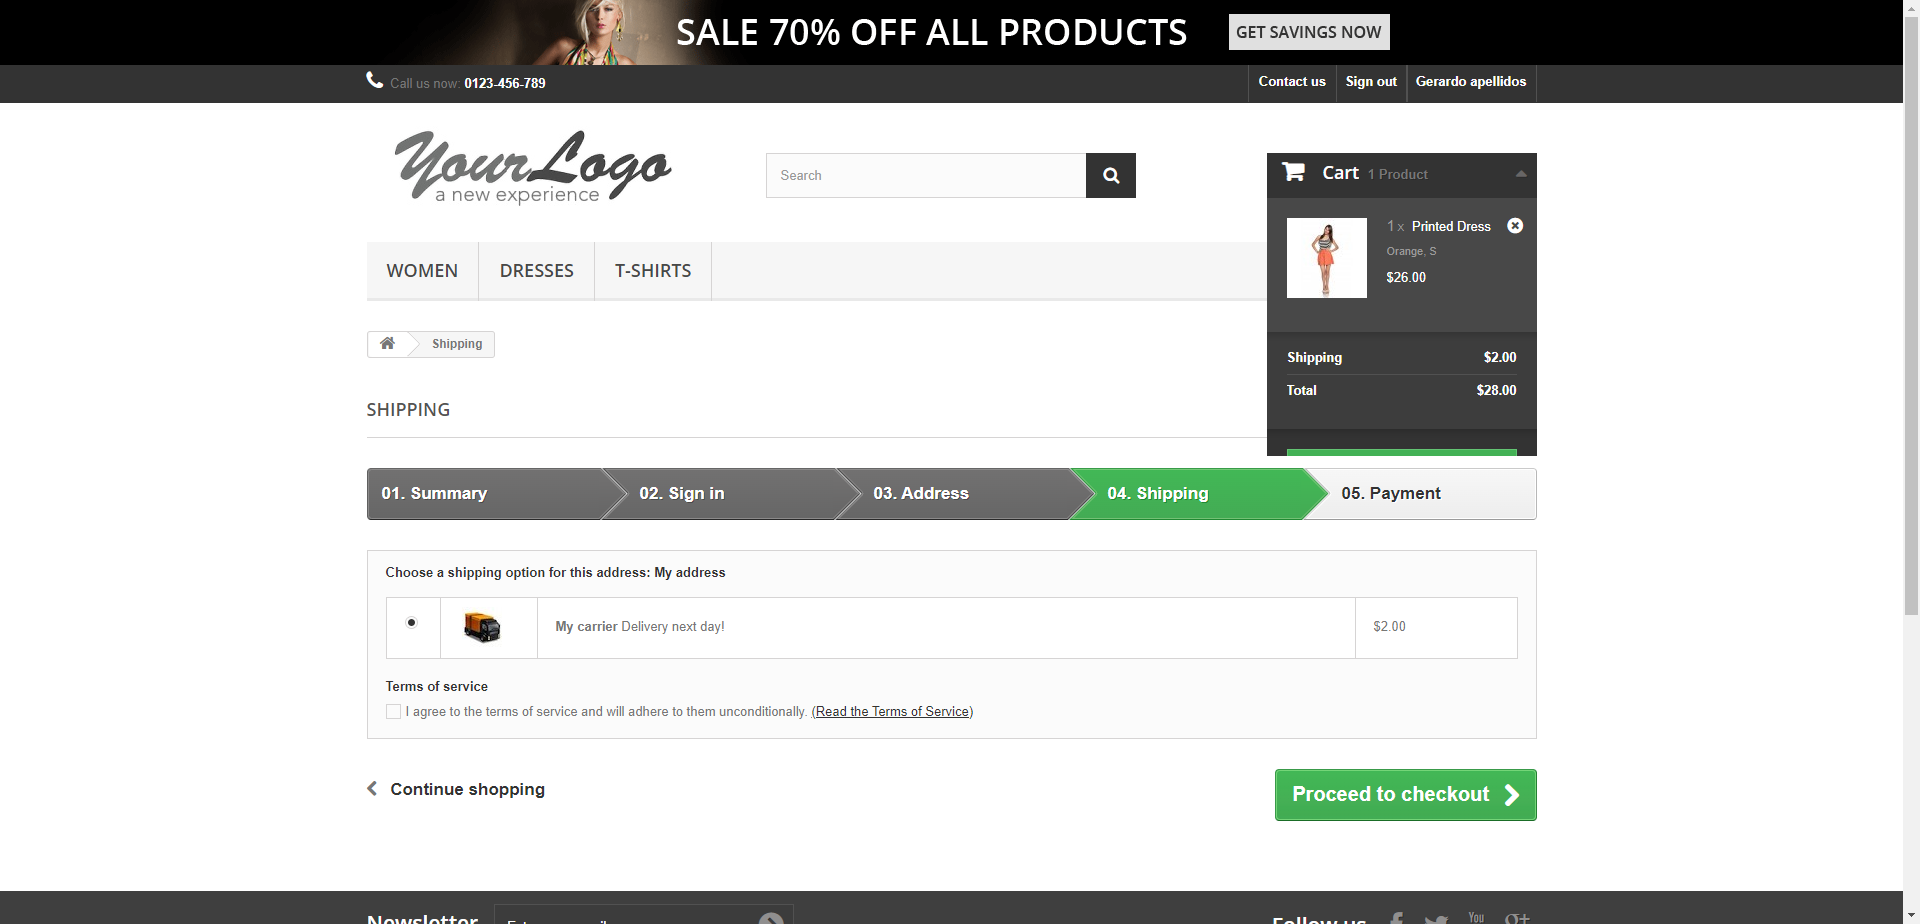 SALE 70% OFF ALL PRODUCTS
GET SAVINGS NOW
Call us now: 0123-456-789
Contact us
Sign out
Gerardo apellidos
YourLogo
a new experience
Search
Cart 1 Product
1 x Printed Dress
Orange, S
$26.00
Shipping $2.00
Total $28.00
WOMEN
DRESSES
T-SHIRTS
Shipping
SHIPPING
01. Summary
02. Sign in
03. Address
04. Shipping
05. Payment
Choose a shipping option for this address: My address
My carrier Delivery next day!
$2.00
Terms of service
I agree to the terms of service and will adhere to them unconditionally. (Read the Terms of Service)
Continue shopping
Proceed to checkout
Newsletter
Follow us
You
g+